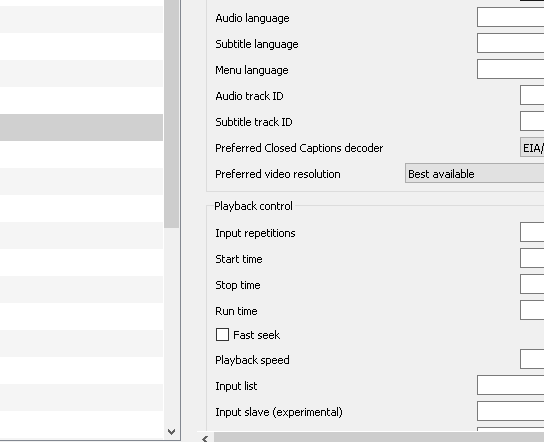 Audio language
Subtitle language
Menu language
Audio track ID
Subtitle track ID
Preferred Closed Captions decoder EIA/
Preferred video resolution Best available
Playback control
Input repetitions
Start time
Stop time
Run time
Fast seek
Playback speed
Input list
Input slave (experimental)